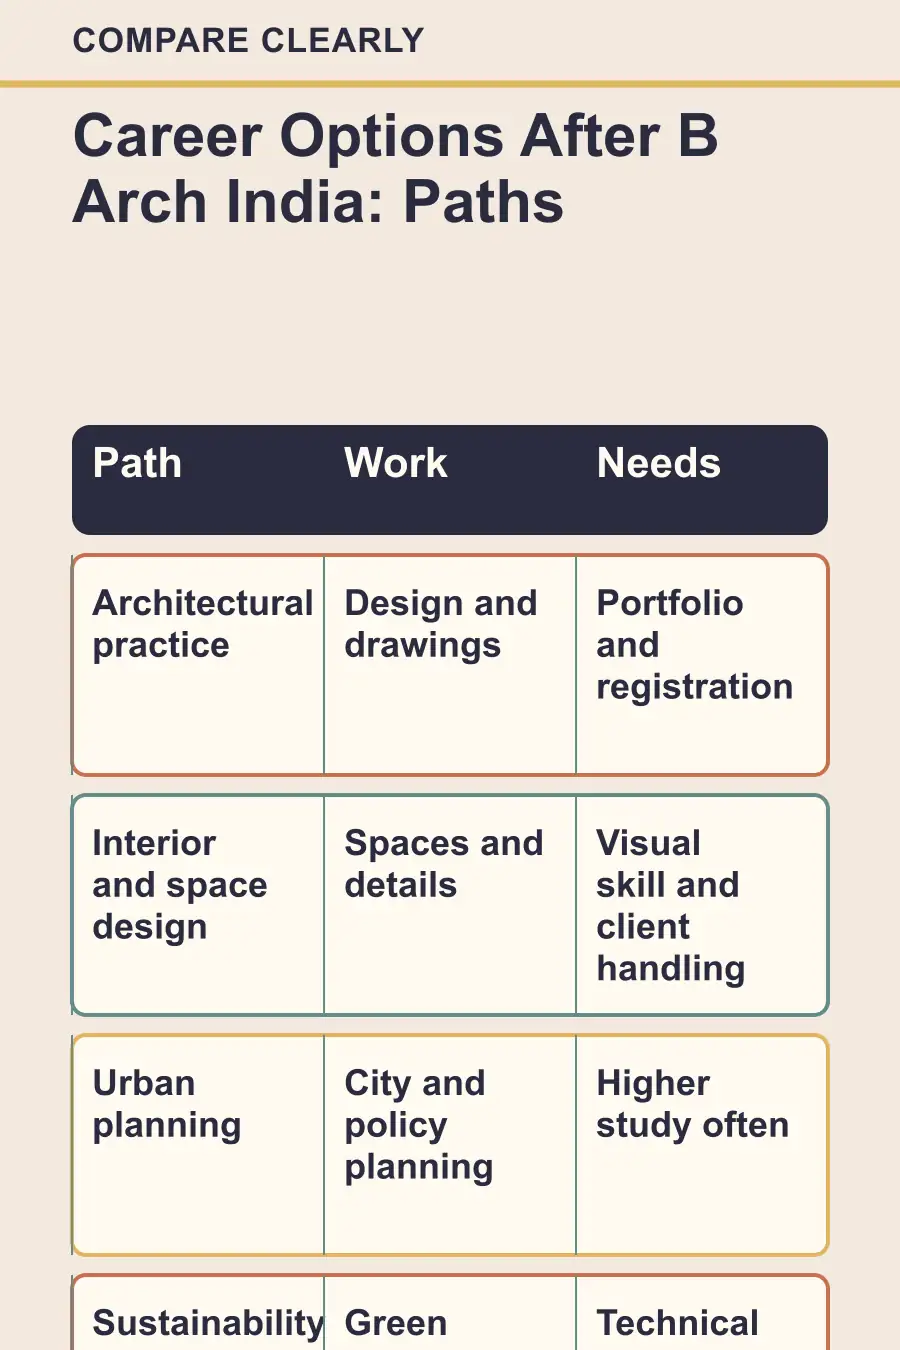 COMPARE CLEARLY
Career Options After B
Arch India: Paths
Path Work Needs
Architectural Design and Portfolio
practice drawings and
registration
Interior Spaces and Visual
and space details skill and
design client
handling
Urban City and Higher
planning policy study often
planning
Sustainability Green Technical